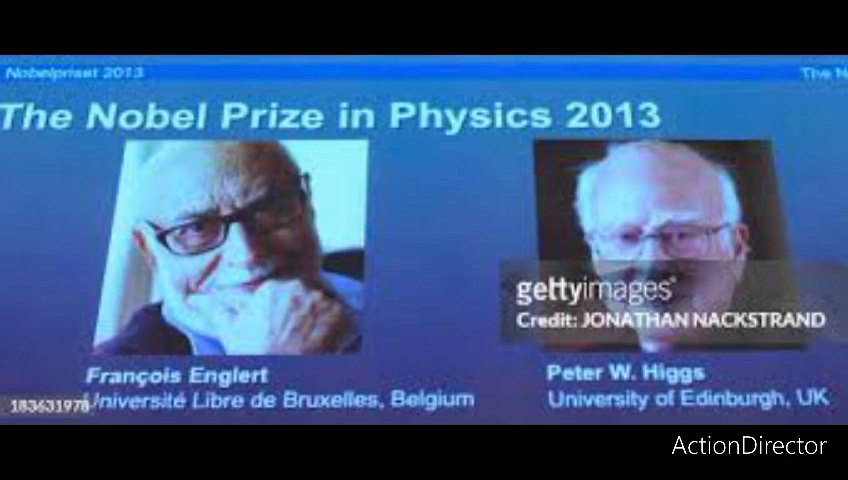 Nobelpriset 2013
The N
The Nobel Prize in Physics 2013
gettyimages®
Credit: JONATHAN NACKSTRAND
François Englert
Université Libre de Bruxelles, Belgium
Peter W. Higgs
University of Edinburgh, UK
183631978
ActionDirector